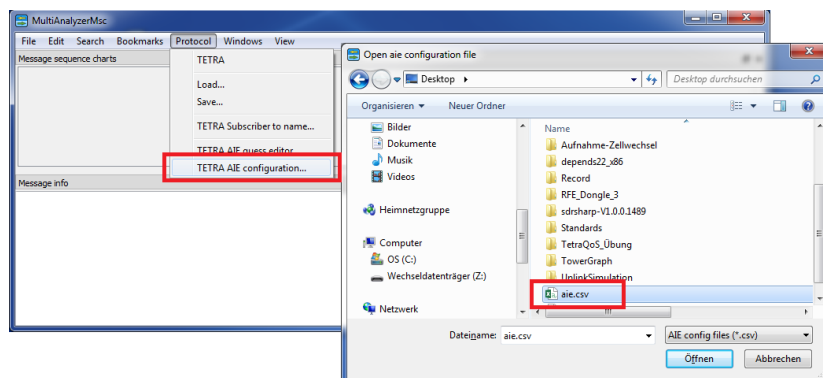 MultiAnalyzerMsc
File Edit Search Bookmarks Protocol Windows View
Message sequence charts
TETRA
Load...
Save...
TETRA Subscriber to name...
TETRA AIE guess editor
TETRA AIE configuration...
Message info
Open aie configuration file
Desktop
Desktop durchsuchen
Organisieren Neuer Ordner
Bilder
Dokumente
Musik
Videos
Heimnetzgruppe
Computer
OS (C:)
Wechseldatenträger (Z:)
Netzwerk
Name
Aufnahme-Zellwechsel
depends22_x86
Record
RFE_Dongle_3
sdrsharp-V1.0.0.1489
Standards
TetraQoS_Übung
TowerGraph
UplinkSimulation
aie.csv
Dateiname: aie.csv
AIE config files (*.csv)
Öffnen Abbrechen